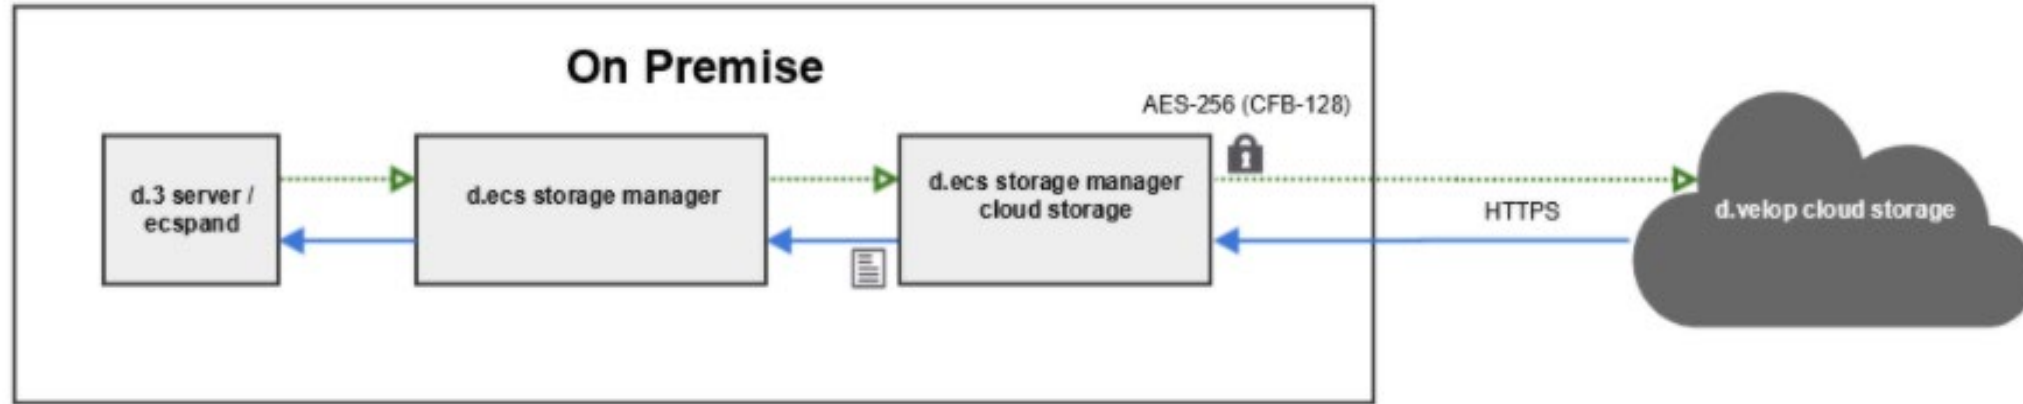 On Premise
AES-256 (CFB-128)
d.3 server /
ecspand
d.ecs storage manager
d.ecs storage manager
cloud storage
HTTPS
d.velop cloud storage